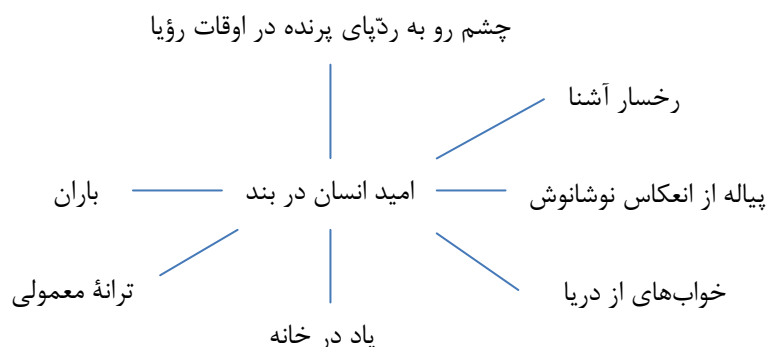 چشم رو به ردّپای پرنده در اوقات رؤیا
رخسار آشنا
پیاله از انعکاس نوشانوش
امید انسان در بند
باران
خواب‌های از دریا
ترانۀ معمولی
یاد در خانه